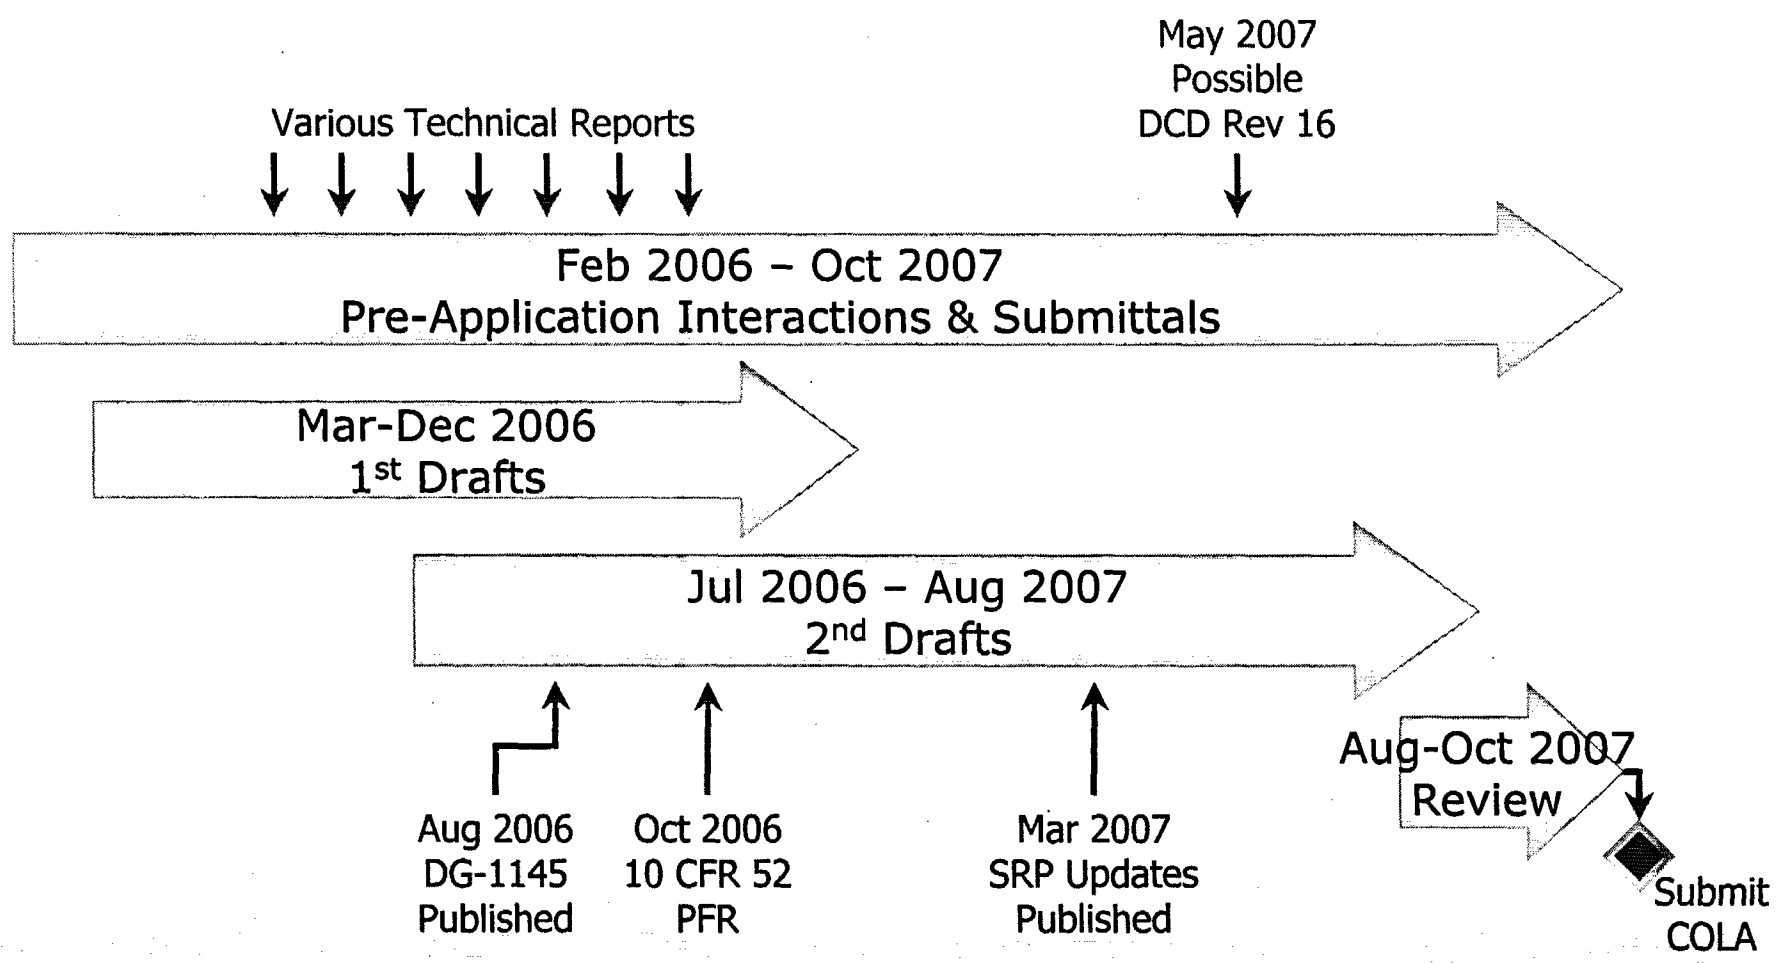 May 2007
Possible
DCD Rev 16
Various Technical Reports
Feb 2006 – Oct 2007
Pre-Application Interactions & Submittals
Mar-Dec 2006
1st Drafts
Jul 2006 – Aug 2007
2nd Drafts
Aug-Oct 2007
Review
Aug 2006
DG-1145
Published
Oct 2006
10 CFR 52
PFR
Mar 2007
SRP Updates
Published
Submit
COLA